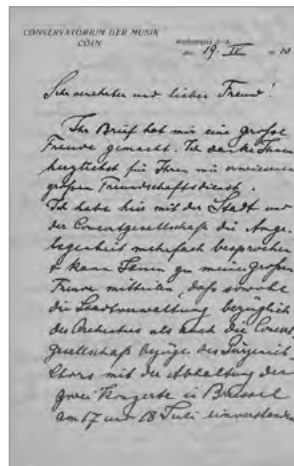 CONSERVATORIUM DER MUSIK
CÖLN
den 19. IV 10
Sehr verehrter und lieber Freund!
Ihr Brief hat mir eine große
Freude gemacht. Ich danke Ihnen
herzlichst für Ihren mir erwiesenen
großen Freundschaftsdienst.
Ich habe hier mit der Stadt und
der Concertgesellschaft die Ange-
legenheit mehrfach besprochen
& kann Ihnen zu meiner großen
Freude mitteilen, daß sowohl
die Stadtverwaltung bezüglich
des Orchesters als auch die Concert
gesellschaft bezügl. des Gürzenich-
Chors mit der Abhaltung der
zwei Konzerte in Brüssel
am 17 und 18 Juli einverstanden